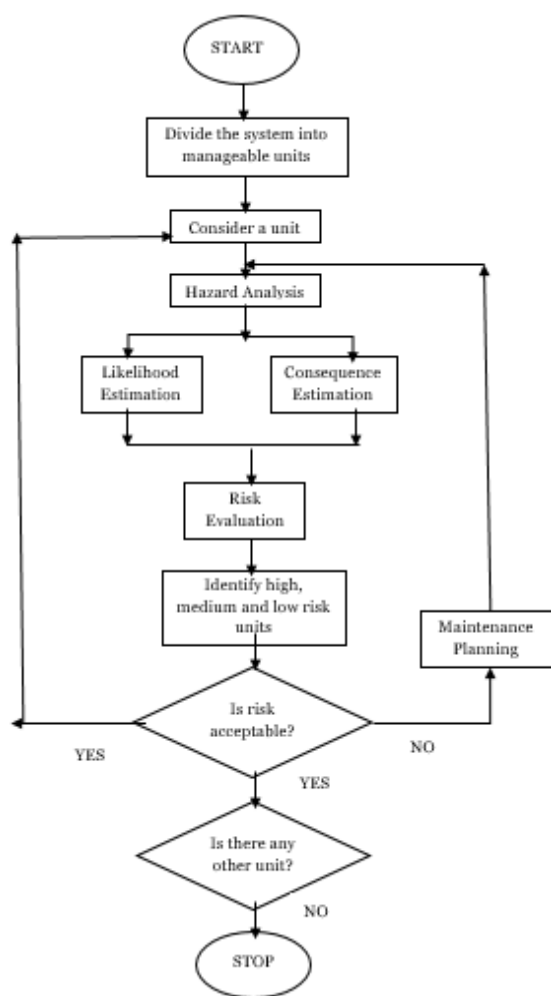 START
Divide the system into
manageable units
Consider a unit
Hazard Analysis
Likelihood
Estimation
Consequence
Estimation
Risk
Evaluation
Identify high,
medium and low risk
units
Maintenance
Planning
Is risk
acceptable?
YES
NO
YES
Is there any
other unit?
NO
STOP